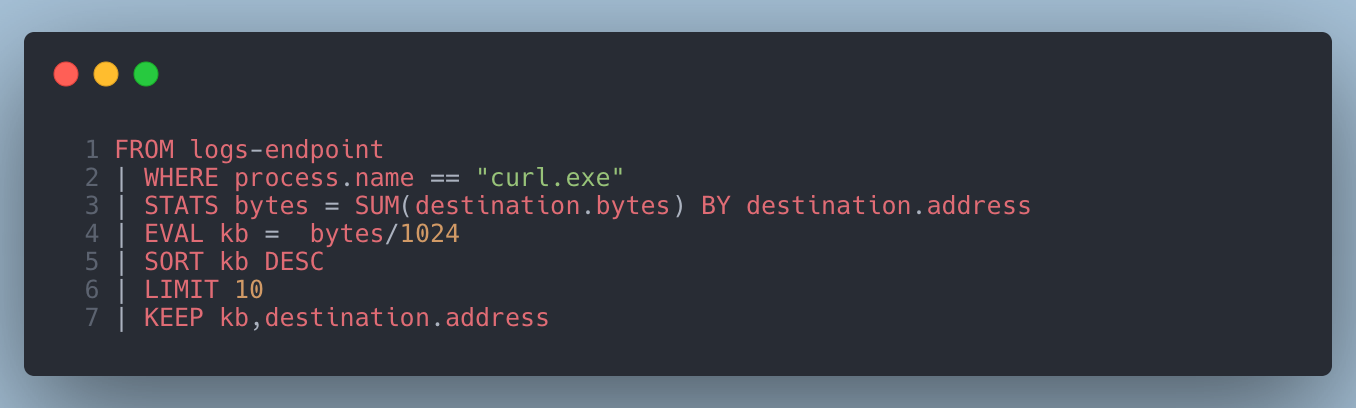 1 FROM logs-endpoint
2 | WHERE process.name == "curl.exe"
3 | STATS bytes = SUM(destination.bytes) BY destination.address
4 | EVAL kb =  bytes/1024
5 | SORT kb DESC
6 | LIMIT 10
7 | KEEP kb,destination.address